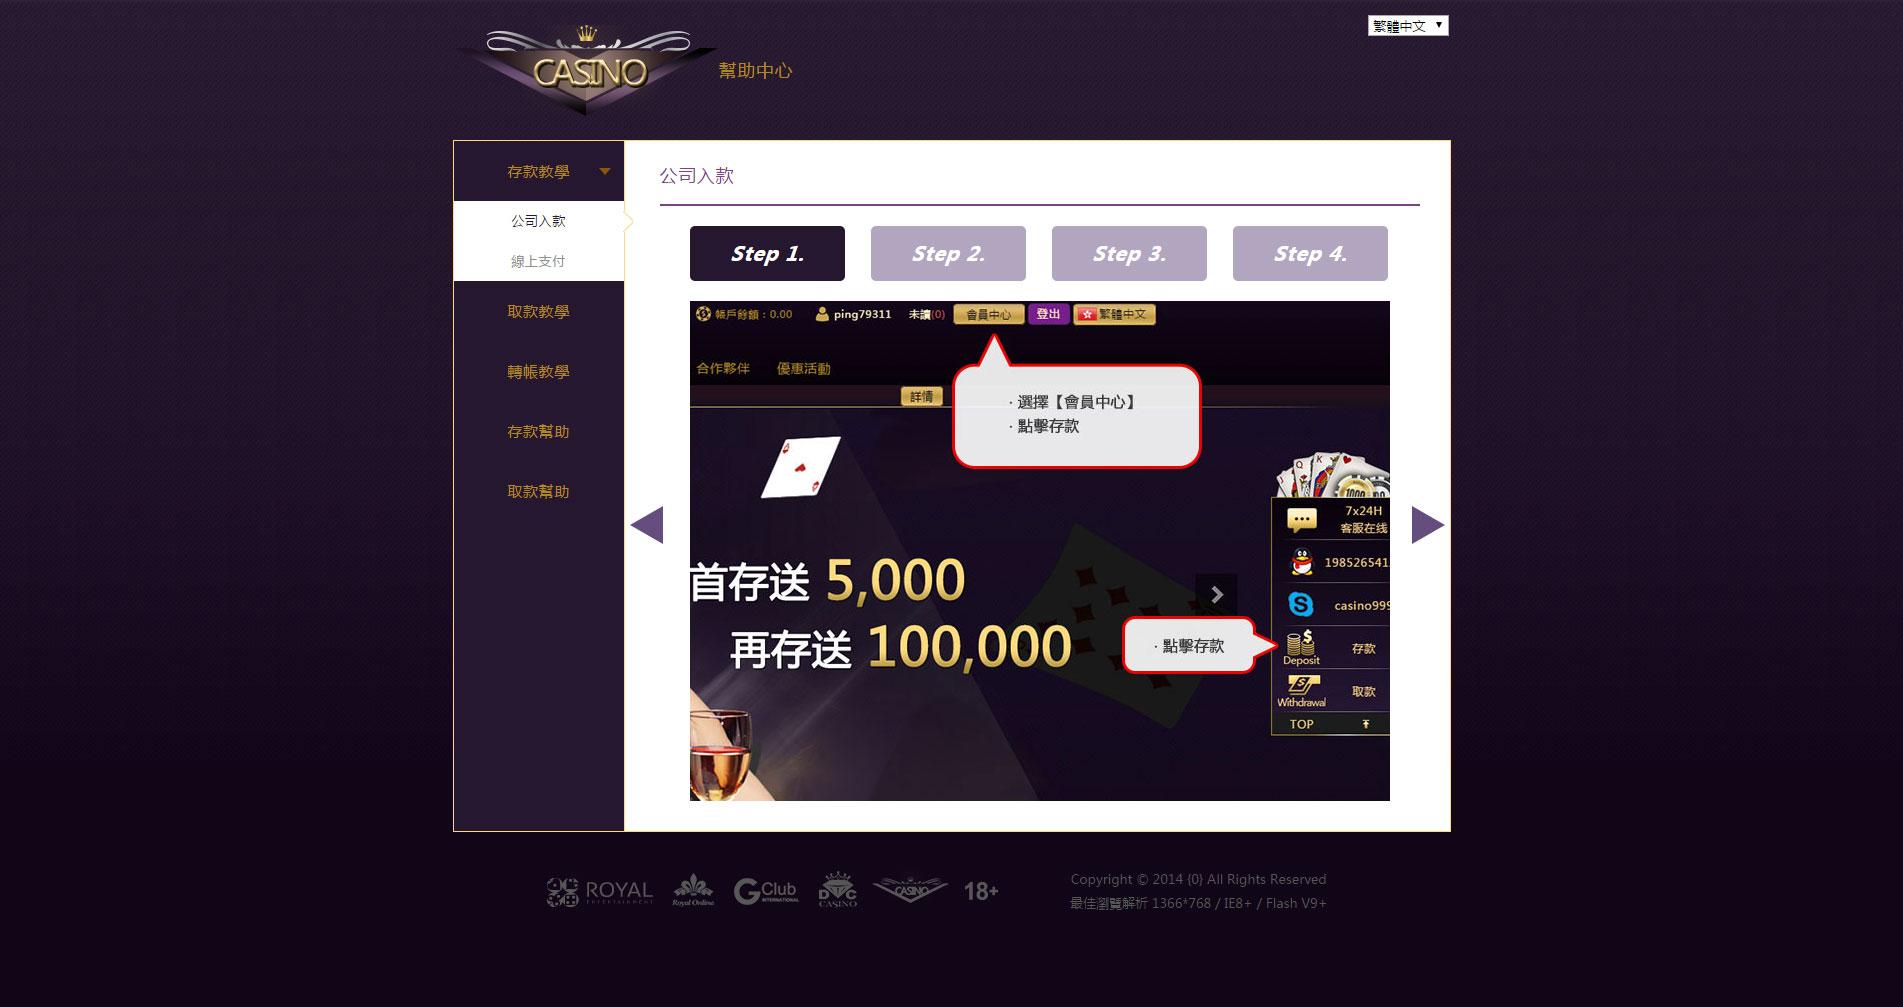 繁體中文
CASINO
幫助中心
存款教學
公司入款
線上支付
取款教學
轉帳教學
存款幫助
取款幫助
公司入款
Step 1.
Step 2.
Step 3.
Step 4.
帳戶餘額：0.00
ping79311
未讀(0)
會員中心
登出
繁體中文
合作夥伴
優惠活動
詳情
· 選擇【會員中心】
· 點擊存款
首存送 5,000
再存送 100,000
7x24H
客服在线
198526541
casino999
· 點擊存款
Deposit
存款
Withdrawal
取款
TOP
ROYAL
ENTERTAINMENT
Royal Online
G Club
INTERNATIONAL
DTC
CASINO
CASINO
18+
Copyright © 2014 {0} All Rights Reserved
最佳瀏覽解析 1366*768 / IE8+ / Flash V9+